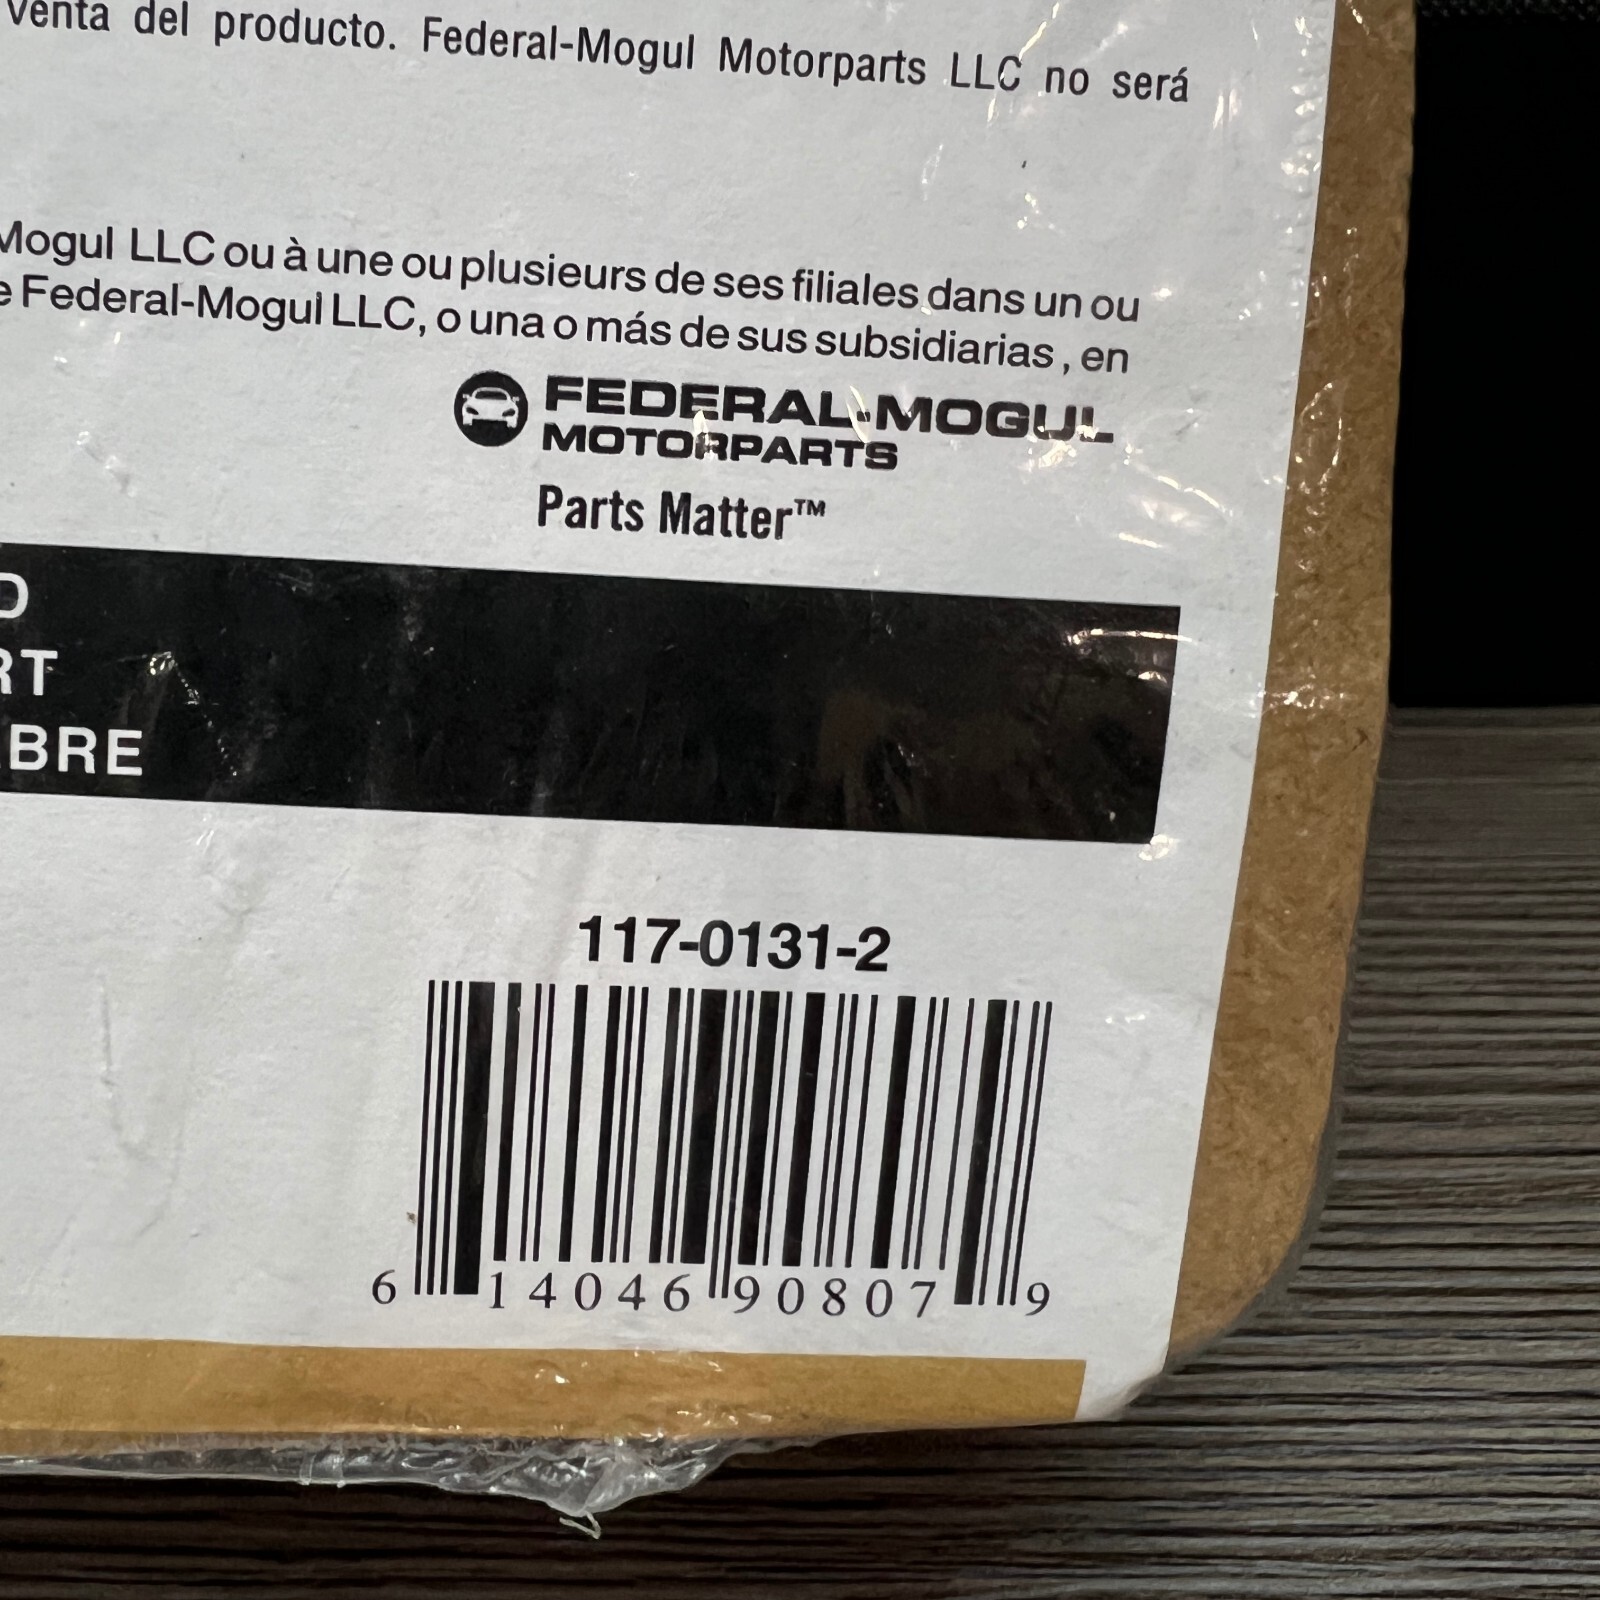 venta del producto. Federal-Mogul Motorparts LLC no será
Mogul LLC ou à une ou plusieurs de ses filiales dans un ou
e Federal-Mogul LLC, o una o más de sus subsidiarias, en
FEDERAL-MOGUL
MOTORPARTS
Parts Matter™
D
RT
BRE
117-0131-2
6 14046 90807 9